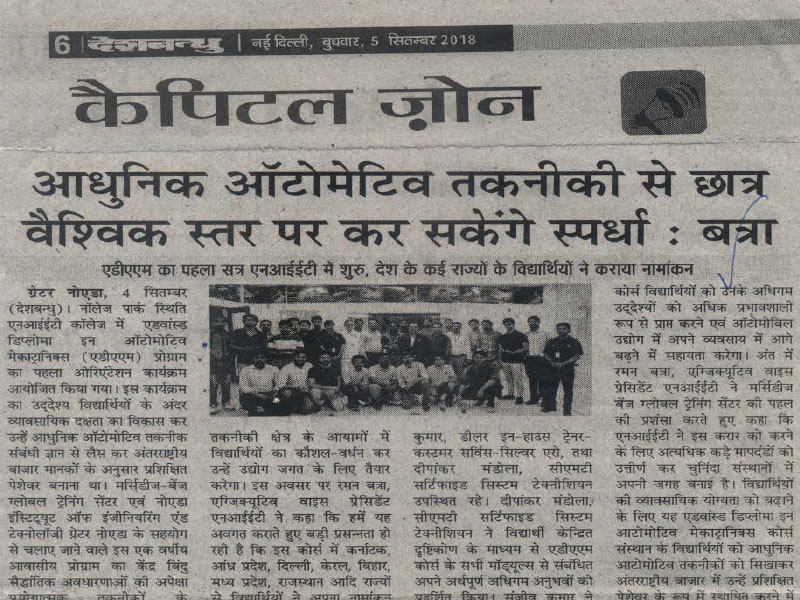 6 देशबन्धु नई दिल्ली, बुधवार, 5 सितम्बर 2018
कैपिटल ज़ोन
आधुनिक ऑटोमेटिव तकनीकी से छात्र
वैश्विक स्तर पर कर सकेंगे स्पर्धा : बत्रा
एडीएएम का पहला सत्र एनआईईटी में शुरु, देश के कई राज्यों के विद्यार्थियों ने कराया नामांकन
ग्रेटर नोएडा, 4 सितम्बर
(देशबन्धु)। नॉलेज पार्क स्थिति
एनआईईटी कॉलेज में एडवांस्ड
डिप्लोमा इन ऑटोमोटिव
मेकाट्रानिक्स (एडीएएम) प्रोग्राम
का पहला ओरिएंटेशन कार्यक्रम
आयोजित किया गया। इस कार्यक्रम
का उद्देश्य विद्यार्थियों के अंदर
व्यावसायिक दक्षता का विकास कर
उन्हें आधुनिक ऑटोमोटिव तकनीक
संबंधी ज्ञान से लैस कर अंतरराष्ट्रीय
बाजार मानकों के अनुसार प्रशिक्षित
पेशेवर बनाना था। मर्सिडीज-बेंज
ग्लोबल ट्रेनिंग सेंटर एवं नोएडा
इंस्टिट्यूट ऑफ इंजीनियरिंग एंड
टेक्नोलॉजी ग्रेटर नोएडा के सहयोग
से चलाए जाने वाले इस एक वर्षीय
आवासीय प्रोग्राम का केंद्र बिंदु
सैद्धांतिक अवधारणाओं की अपेक्षा
प्रयोगात्मक तकनीकों के
तकनीकी क्षेत्र के आयामों में
विद्यार्थियों का कौशल-वर्धन कर
उन्हें उद्योग जगत के लिए तैयार
करेगा। इस अवसर पर रमन बत्रा,
एग्जिक्यूटिव वाइस प्रेसिडेंट
एनआईईटी ने कहा कि हमें यह
अवगत कराते हुए बड़ी प्रसन्नता हो
रही है कि इस कोर्स में कर्नाटक,
आंध्र प्रदेश, दिल्ली, केरल, बिहार,
मध्य प्रदेश, राजस्थान आदि राज्यों
से विद्यार्थियों ने अपना नामांकन
कुमार, डीलर इन-हाउस ट्रेनर-
कस्टमर सर्विस-सिल्वर एरो, तथा
दीपांकर मंडोला, सीएमटी
सर्टिफाइड सिस्टम टेक्नीशियन
उपस्थित रहे। दीपांकर मंडोला,
सीएमटी सर्टिफाइड सिस्टम
टेक्नीशियन ने विद्यार्थी केन्द्रित
दृष्टिकोण के माध्यम से एडीएएम
कोर्स के सभी मॉड्यूल्स से संबंधित
अपने अर्थपूर्ण अधिगम अनुभवों को
प्रदर्शित किया। संजीव कुमार ने
कोर्स विद्यार्थियों को उनके अधिगम
उद्देश्यों को अधिक प्रभावशाली
रूप से प्राप्त करने एवं ऑटोमोबिल
उद्योग में अपने व्यवसाय में आगे
बढ़ने में सहायता करेगा। अंत में
रमन बत्रा, एग्जिक्यूटिव वाइस
प्रेसिडेंट एनआईईटी ने मर्सिडीज
बेंज ग्लोबल ट्रेनिंग सेंटर की पहल
की प्रशंसा करते हुए कहा कि
एनआईईटी ने इस करार को करने
के लिए अत्यधिक कड़े मापदंडों को
उत्तीर्ण कर चुनिंदा संस्थानों में
अपनी जगह बनाई है। विद्यार्थियों
की व्यावसायिक योग्यता को बढ़ाने
के लिए यह एडवांस्ड डिप्लोमा इन
आटोमोटिव मेकाट्रानिक्स कोर्स
संस्थान के विद्यार्थियों को आधुनिक
आटोमोटिव तकनीकों को सिखाकर
अंतरराष्ट्रीय बाजार में उन्हें प्रशिक्षित
पेशेवर के रूप में स्थापित करने में